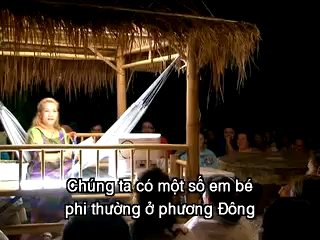 Chúng ta có một số em bé
phi thường ở phương Đông